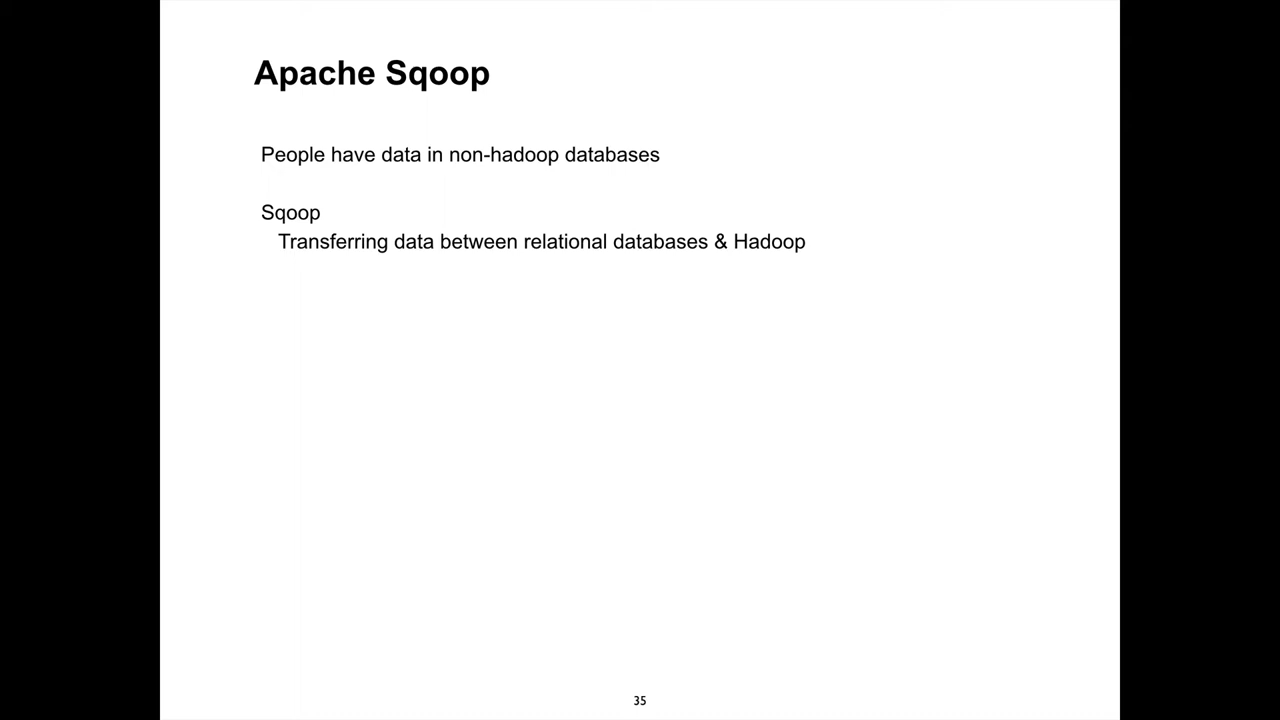 Apache Sqoop
People have data in non-hadoop databases
Sqoop
Transferring data between relational databases & Hadoop
35